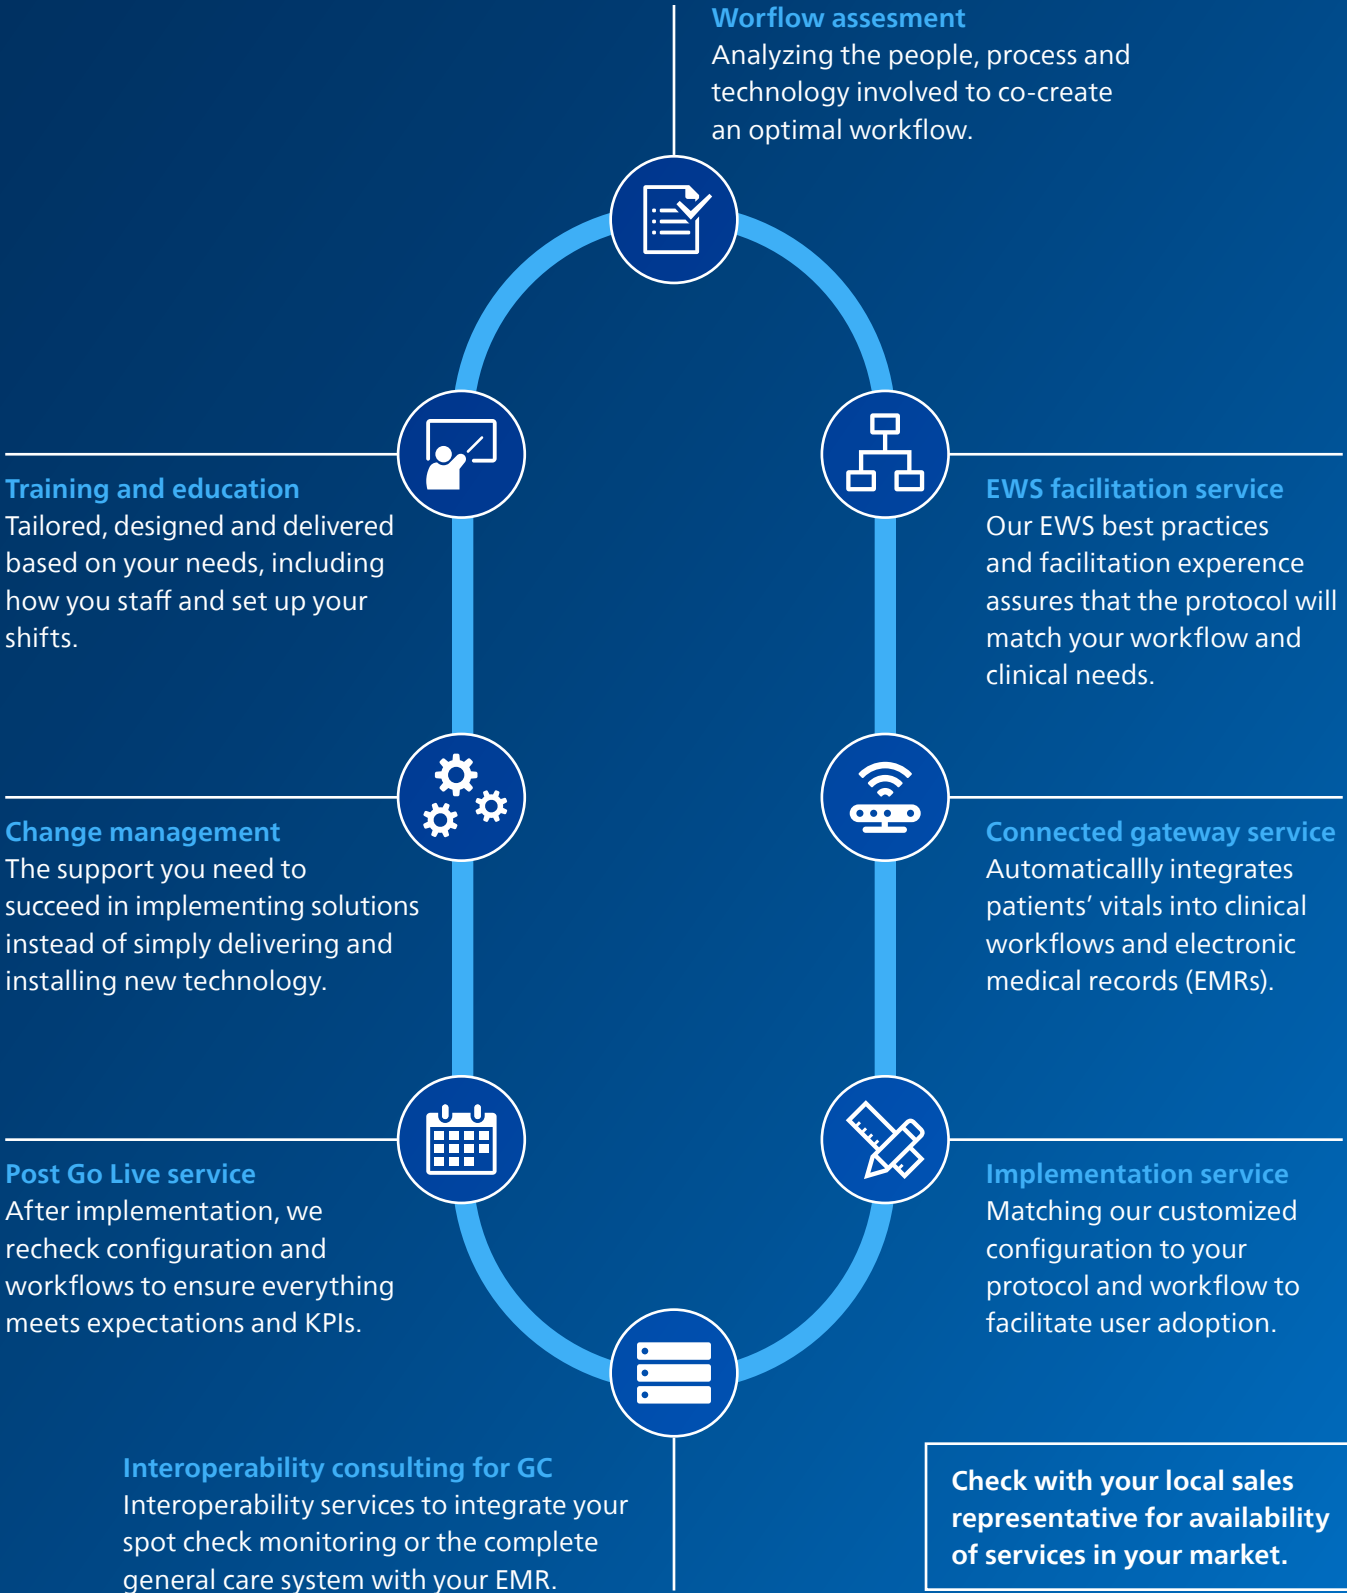 Worflow assesment
Analyzing the people, process and
technology involved to co-create
an optimal workflow.
Training and education
Tailored, designed and delivered
based on your needs, including
how you staff and set up your
shifts.
EWS facilitation service
Our EWS best practices
and facilitation experence
assures that the protocol will
match your workflow and
clinical needs.
Change management
The support you need to
succeed in implementing solutions
instead of simply delivering and
installing new technology.
Connected gateway service
Automaticallly integrates
patients’ vitals into clinical
workflows and electronic
medical records (EMRs).
Post Go Live service
After implementation, we
recheck configuration and
workflows to ensure everything
meets expectations and KPIs.
Implementation service
Matching our customized
configuration to your
protocol and workflow to
facilitate user adoption.
Interoperability consulting for GC
Interoperability services to integrate your
spot check monitoring or the complete
general care system with your EMR.
Check with your local sales
representative for availability
of services in your market.